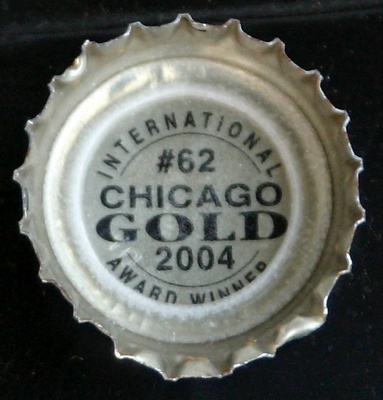 INTERNATIONAL
#62
CHICAGO
GOLD
2004
AWARD WINNER